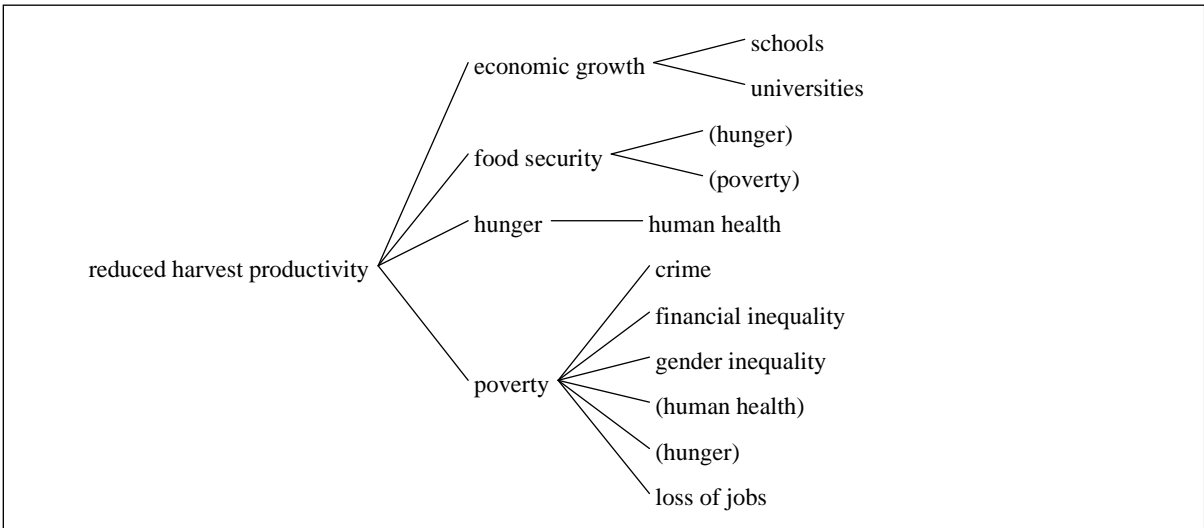 schools
economic growth
universities
(hunger)
food security
(poverty)
hunger
human health
reduced harvest productivity
crime
financial inequality
gender inequality
poverty
(human health)
(hunger)
loss of jobs